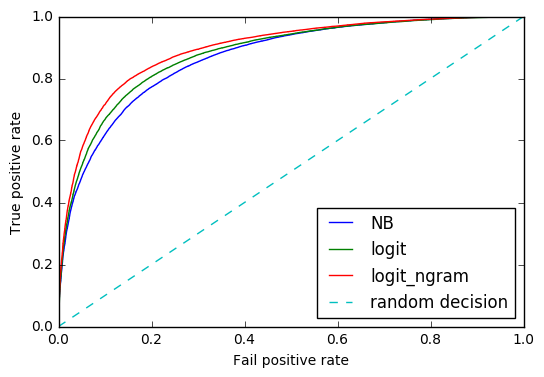 1.0
0.8
0.6
0.4
0.2
0.0
True positive rate
NB
logit
logit_ngram
random decision
0.0 0.2 0.4 0.6 0.8 1.0
Fail positive rate